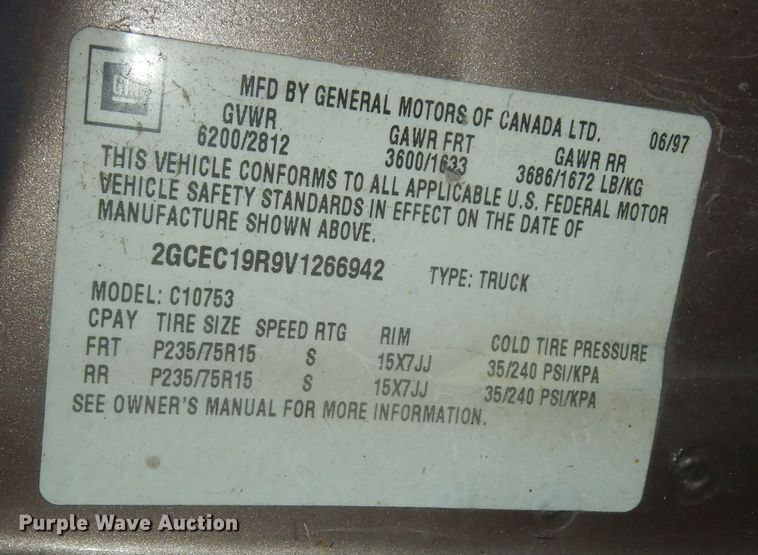 GM
MFD BY GENERAL MOTORS OF CANADA LTD. 06/97
GVWR GAWR FRT GAWR RR
6200/2812 3600/1633 3686/1672 LB/KG
THIS VEHICLE CONFORMS TO ALL APPLICABLE U.S. FEDERAL MOTOR
VEHICLE SAFETY STANDARDS IN EFFECT ON THE DATE OF
MANUFACTURE SHOWN ABOVE.
2GCEC19R9V1266942 TYPE: TRUCK
MODEL: C10753
CPAY TIRE SIZE SPEED RTG RIM COLD TIRE PRESSURE
FRT P235/75R15 S 15X7JJ 35/240 PSI/KPA
RR P235/75R15 S 15X7JJ 35/240 PSI/KPA
SEE OWNER'S MANUAL FOR MORE INFORMATION.
Purple Wave Auction